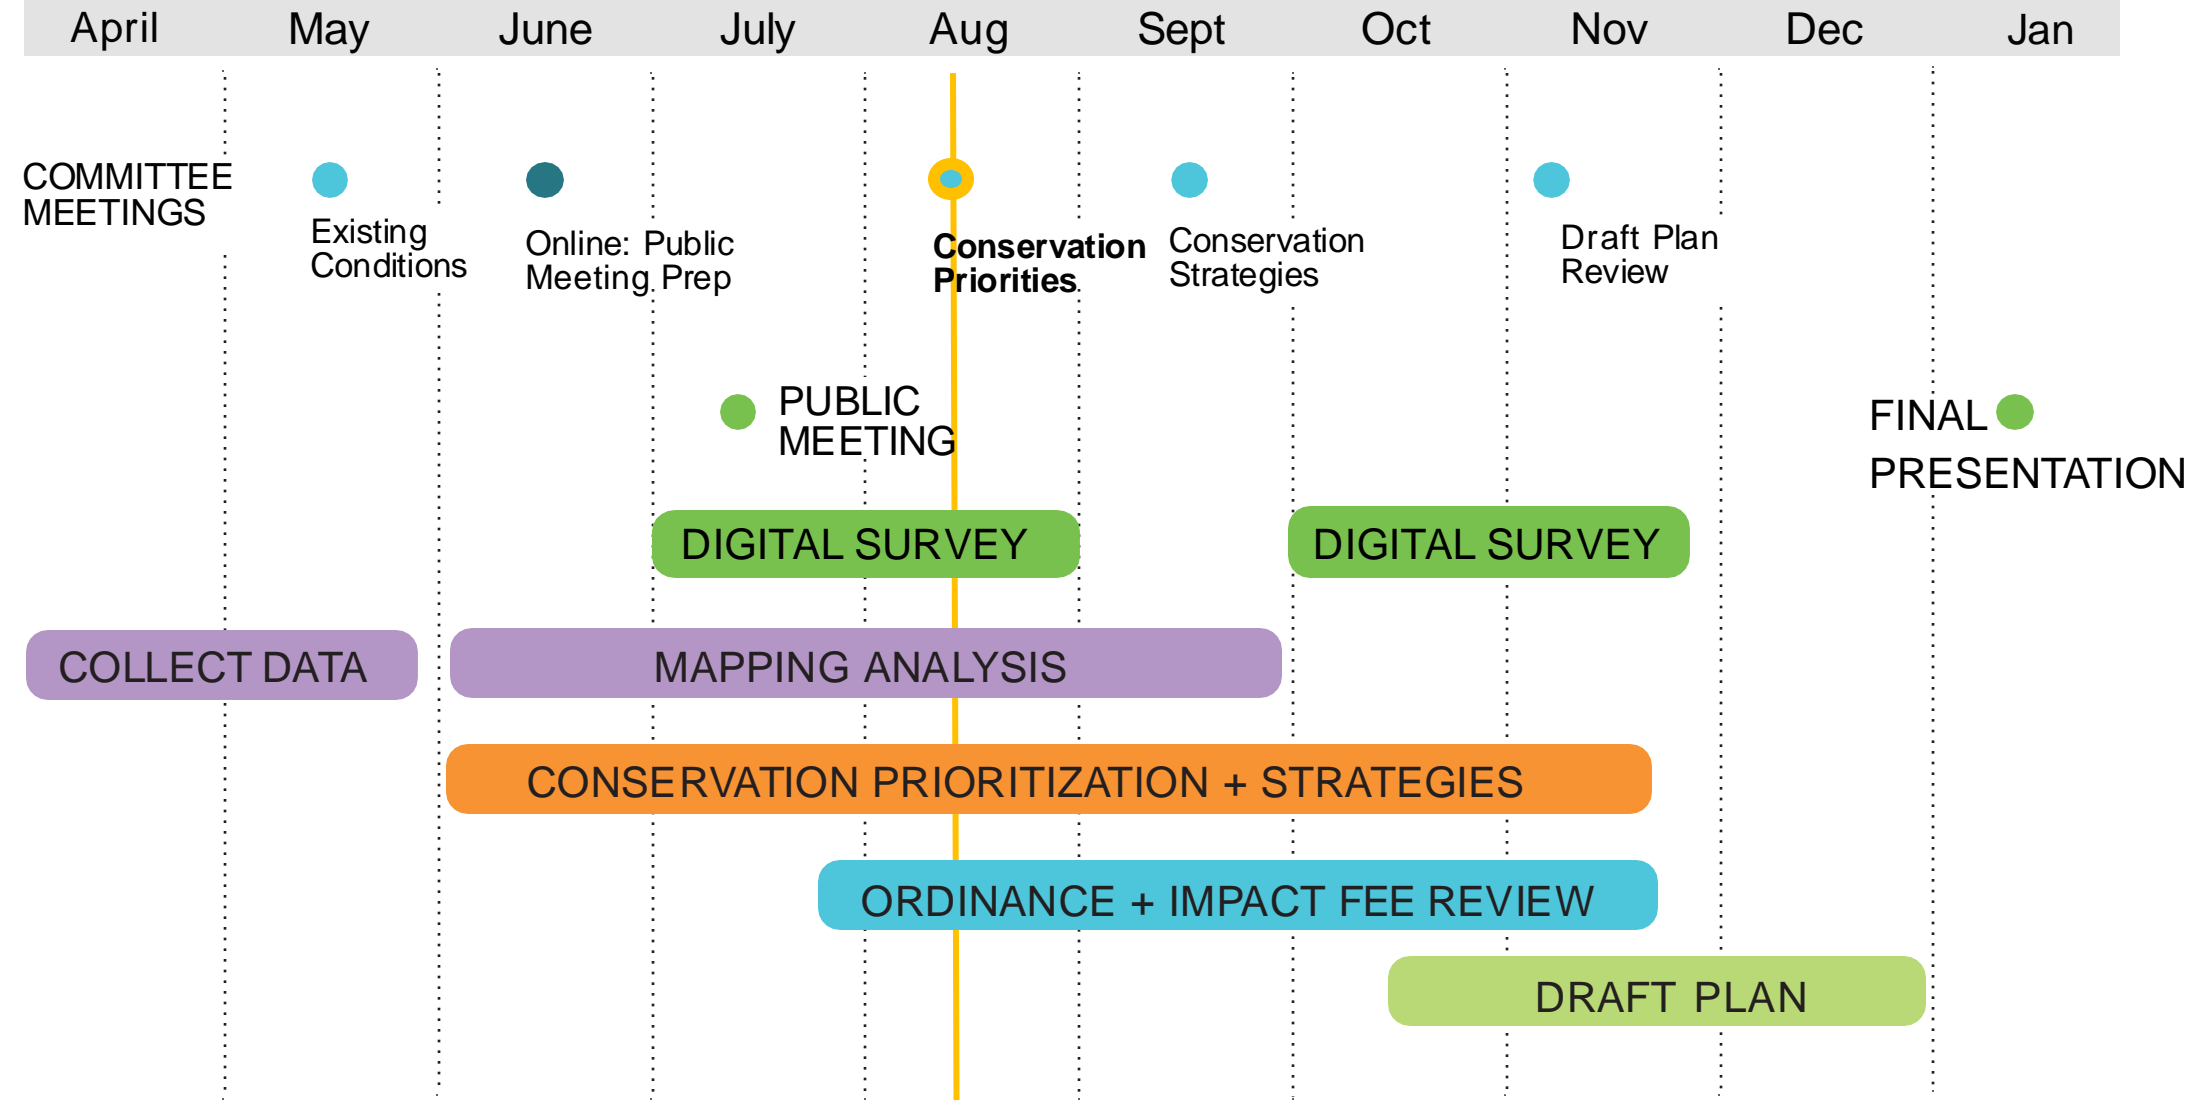 April May June July Aug Sept Oct Nov Dec Jan
COMMITTEE
MEETINGS
Existing
Conditions
Online: Public
Meeting Prep
Conservation
Priorities
Conservation
Strategies
Draft Plan
Review
PUBLIC
MEETING
FINAL
PRESENTATION
DIGITAL SURVEY
DIGITAL SURVEY
COLLECT DATA
MAPPING ANALYSIS
CONSERVATION PRIORITIZATION + STRATEGIES
ORDINANCE + IMPACT FEE REVIEW
DRAFT PLAN